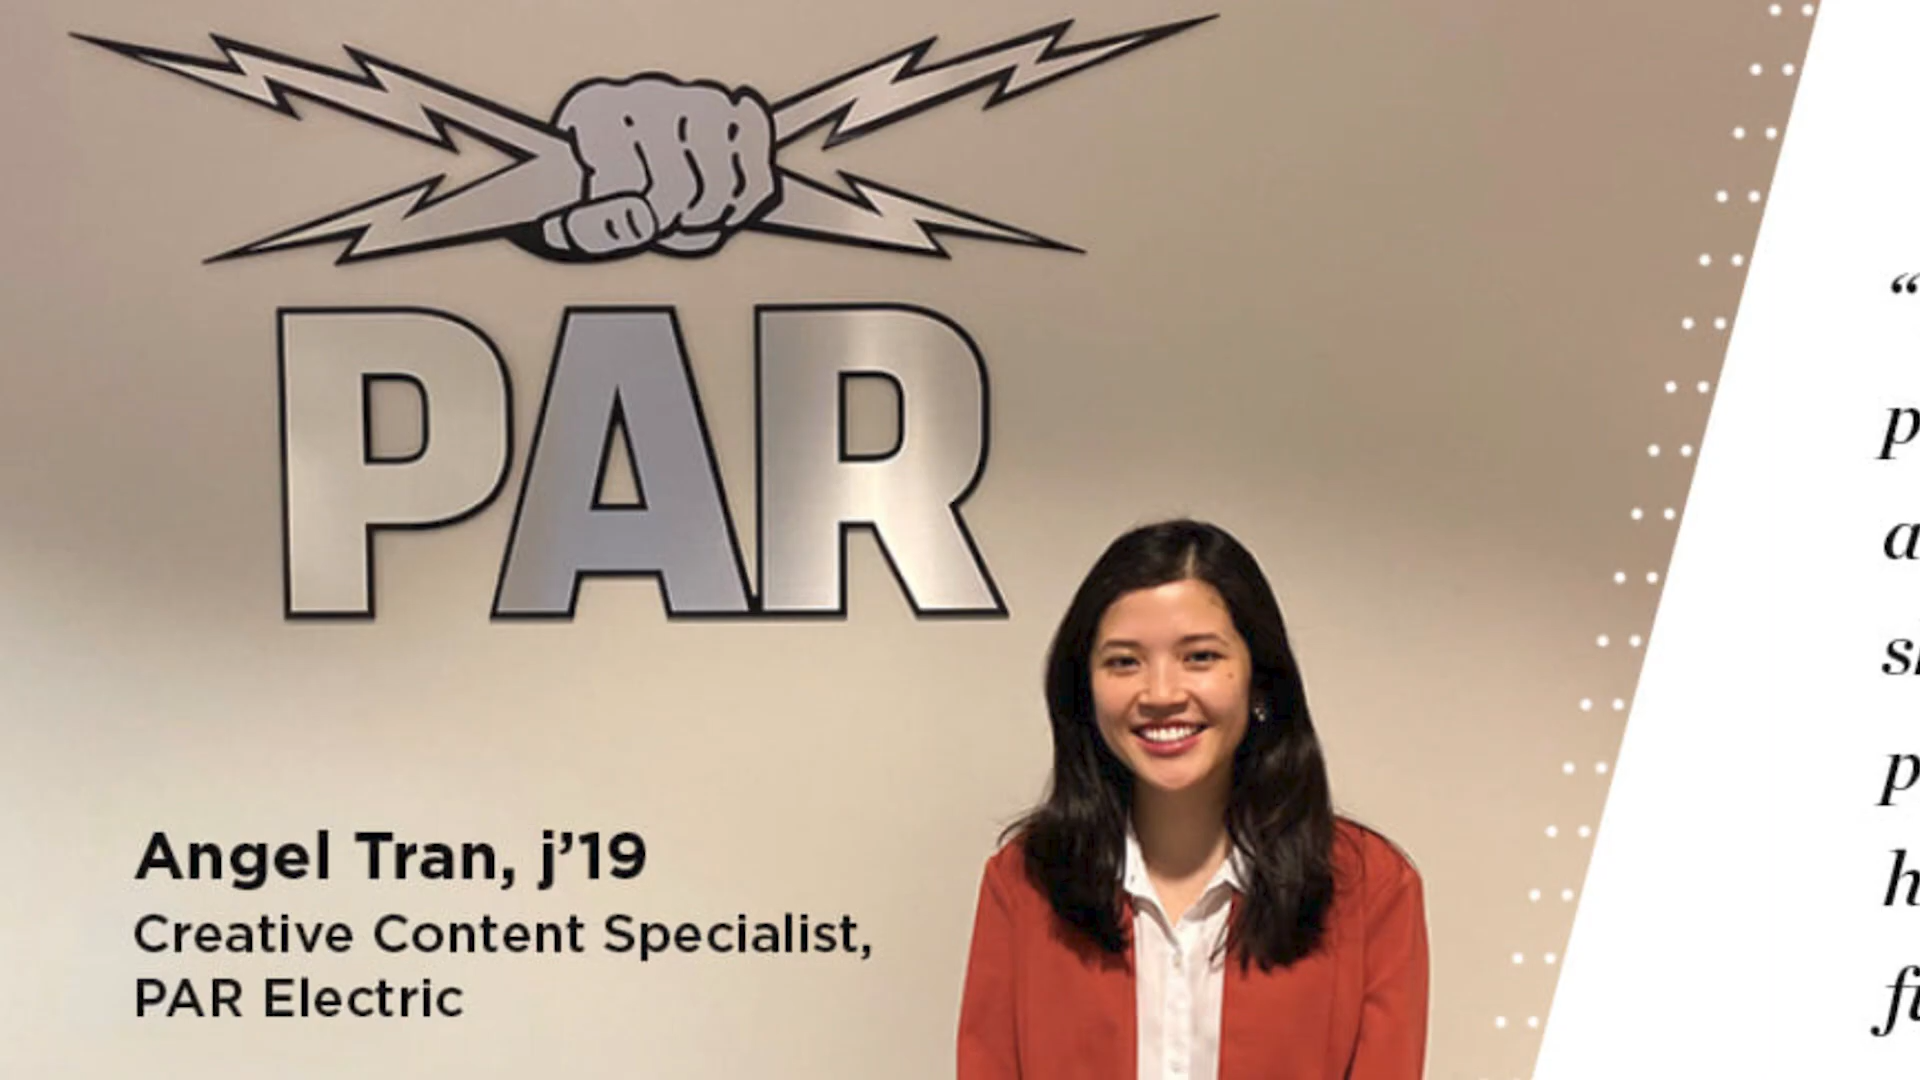 PAR
Angel Tran, j’19
Creative Content Specialist,
PAR Electric
“
p
a
p
h